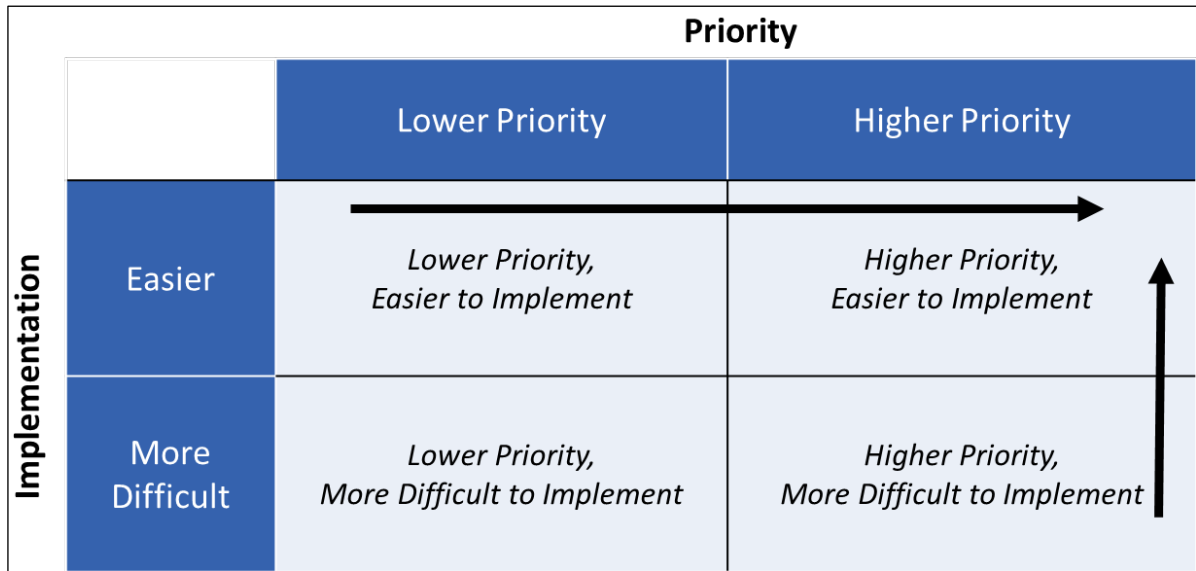 Priority
Lower Priority
Higher Priority
Implementation
Easier
Lower Priority,
Easier to Implement
Higher Priority,
Easier to Implement
More
Difficult
Lower Priority,
More Difficult to Implement
Higher Priority,
More Difficult to Implement